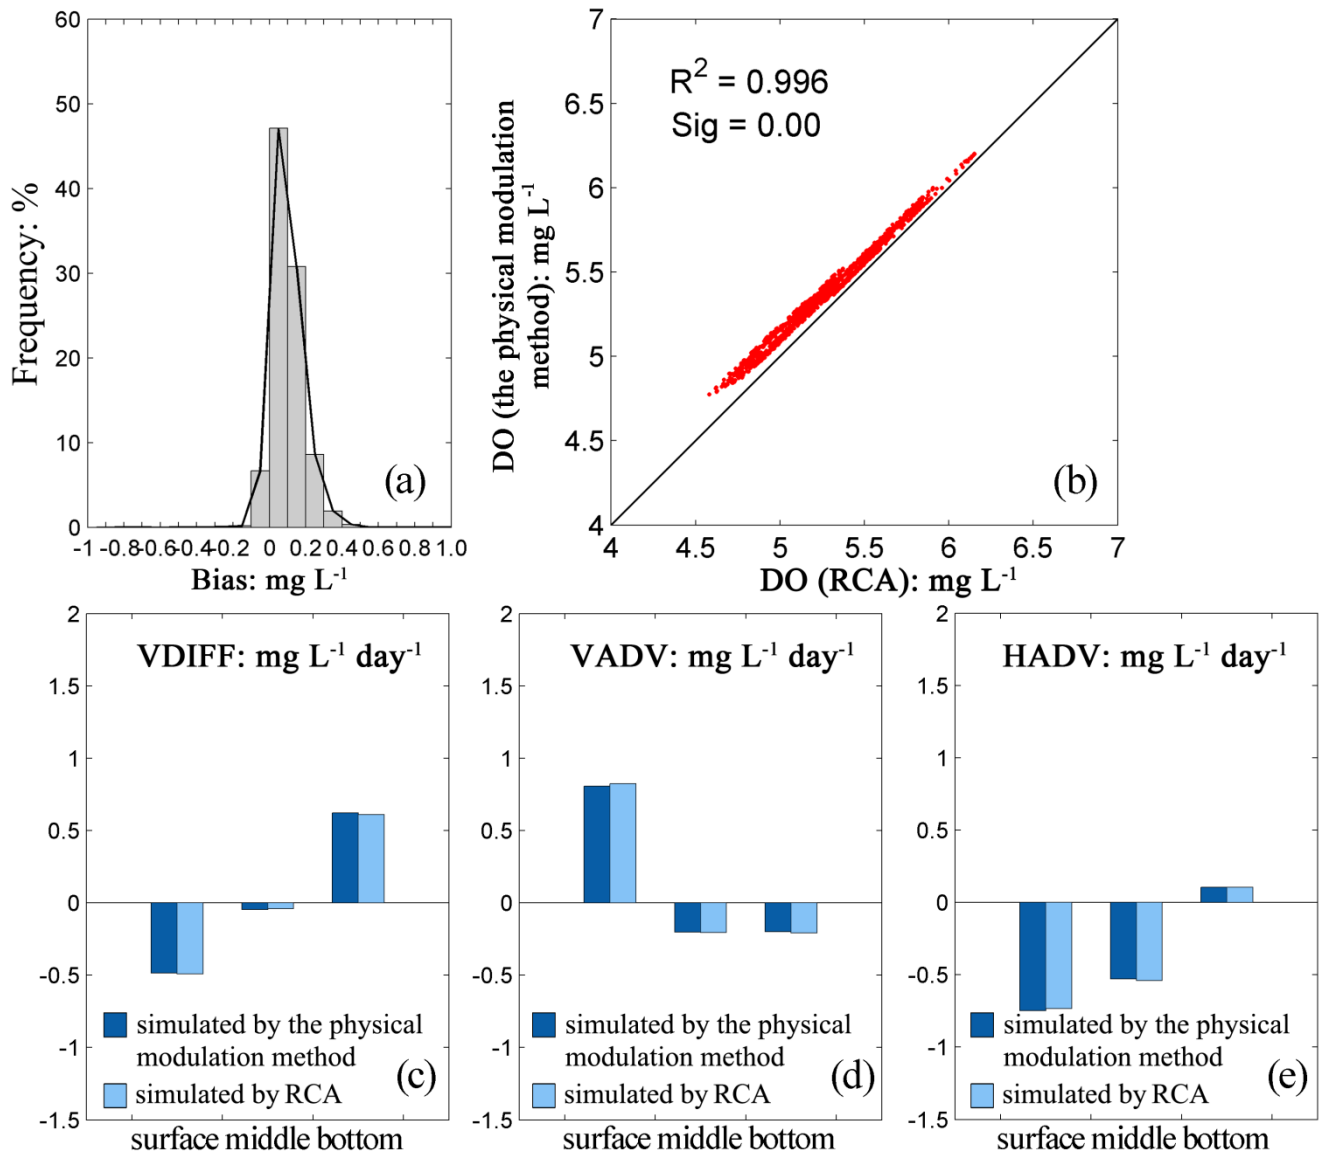 60
50
40
30
20
10
0
Frequency: %
(a)
-1 -0.8 -0.6 -0.4 -0.2 0 0.20 0.4 0.6 0.8 1.0
Bias: mg L-1
7
6.5
6
5.5
5
4.5
4
DO (the physical modulation
method): mg L-1
R2 = 0.996
Sig = 0.00
(b)
4 4.5 5 5.5 6 6.5 7
DO (RCA): mg L-1
2
1.5
1
0.5
0
-0.5
-1
-1.5
VDIFF: mg L-1 day-1
simulated by the physical
modulation method
simulated by RCA
(c)
surface middle bottom
2
1.5
1
0.5
0
-0.5
-1
-1.5
VADV: mg L-1 day-1
simulated by the physical
modulation method
simulated by RCA
(d)
surface middle bottom
2
1.5
1
0.5
0
-0.5
-1
-1.5
HADV: mg L-1 day-1
simulated by the physical
modulation method
simulated by RCA
(e)
surface middle bottom